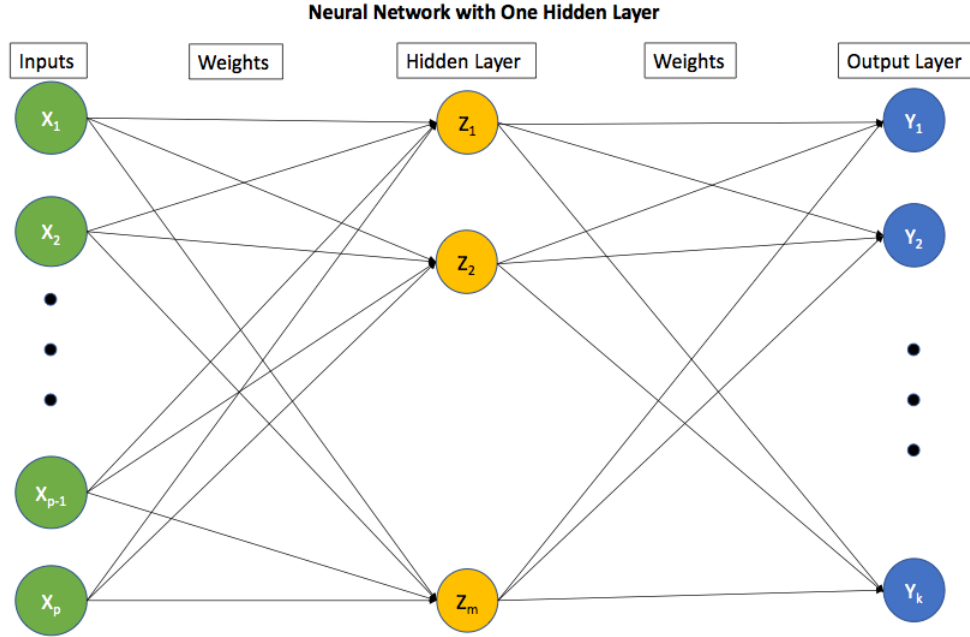 Neural Network with One Hidden Layer
Inputs
Weights
Hidden Layer
Weights
Output Layer
X₁
Z₁
Y₁
X₂
Z₂
Y₂
Xₚ₋₁
Xₚ
Zₘ
Yₖ